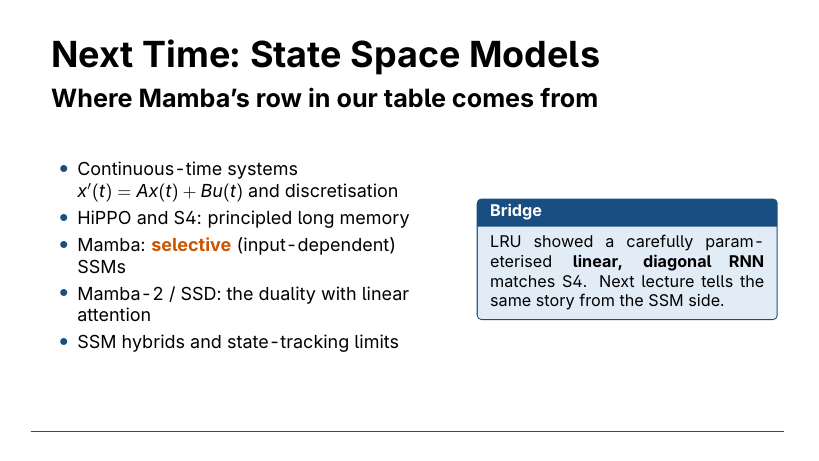 Next Time: State Space Models
Where Mamba's row in our table comes from
• Continuous-time systems
x′(t) = Ax(t) + Bu(t) and discretisation
• HiPPO and S4: principled long memory
• Mamba: selective (input-dependent)
SSMs
• Mamba-2 / SSD: the duality with linear
attention
• SSM hybrids and state-tracking limits
Bridge
LRU showed a carefully param-
eterised linear, diagonal RNN
matches S4. Next lecture tells the
same story from the SSM side.